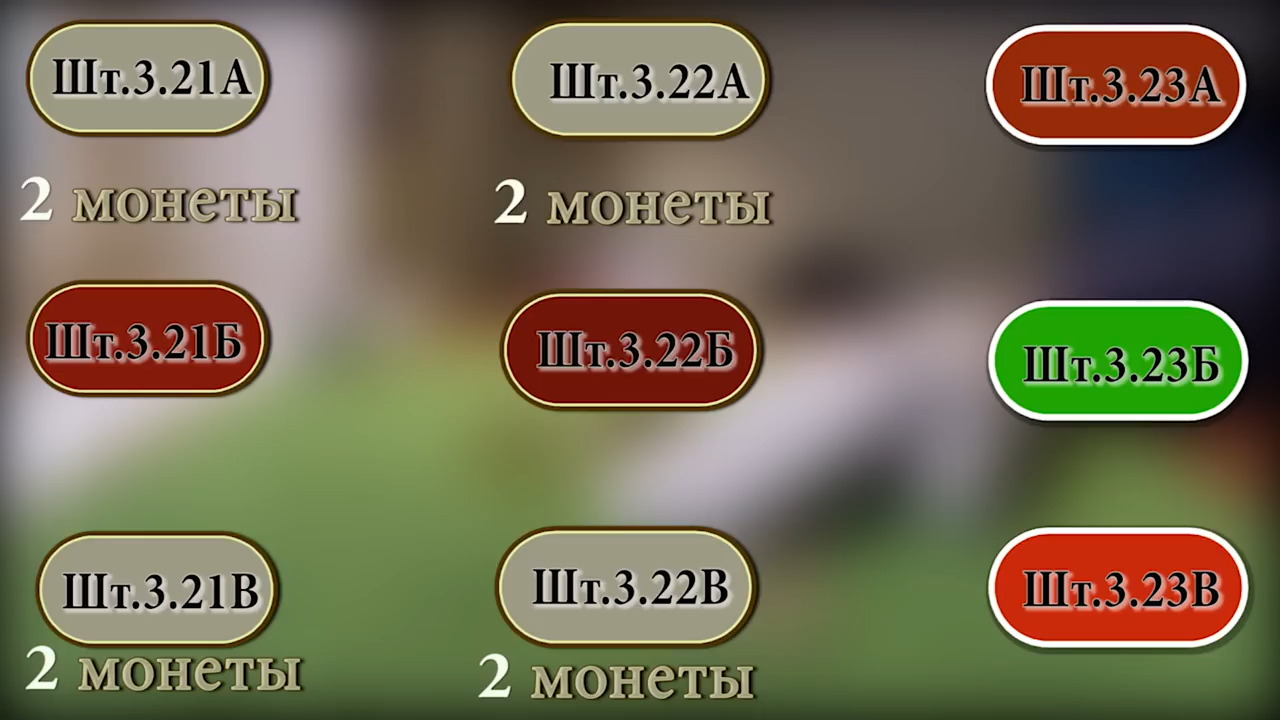 Шт.3.21А
Шт.3.22А
Шт.3.23А
2 монеты
2 монеты
Шт.3.21Б
Шт.3.22Б
Шт.3.23Б
Шт.3.21В
Шт.3.22В
Шт.3.23В
2 монеты
2 монеты